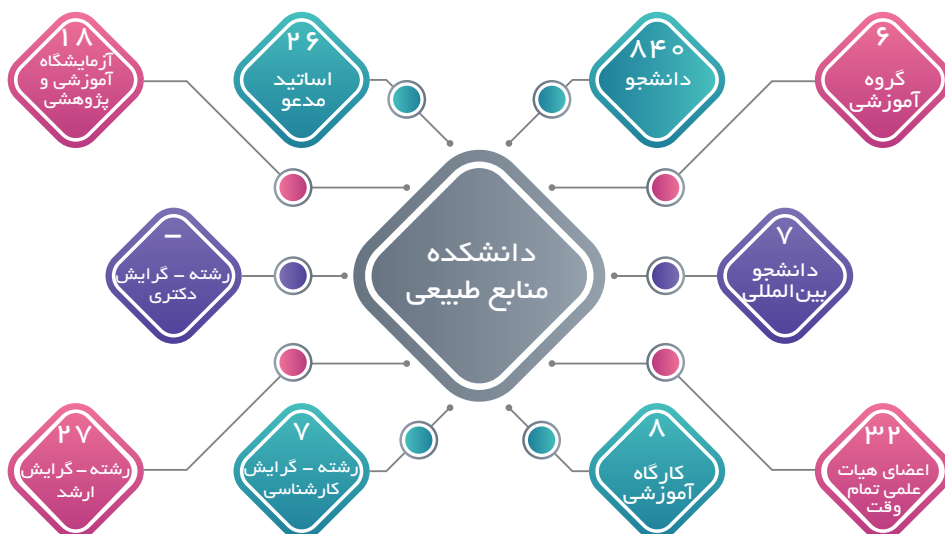 ۶
گروه
آموزشی
۸۴۰
دانشجو
۲۶
اساتید
مدعو
۱۸
آزمایشگاه
آموزشی و
پژوهشی
دانشکده
منابع طبیعی
۷
دانشجو
بین‌المللی
–
رشته – گرایش
دکتری
۳۲
اعضای هیات
علمی تمام
وقت
۸
کارگاه
آموزشی
۷
رشته – گرایش
کارشناسی
۲۷
رشته – گرایش
ارشد